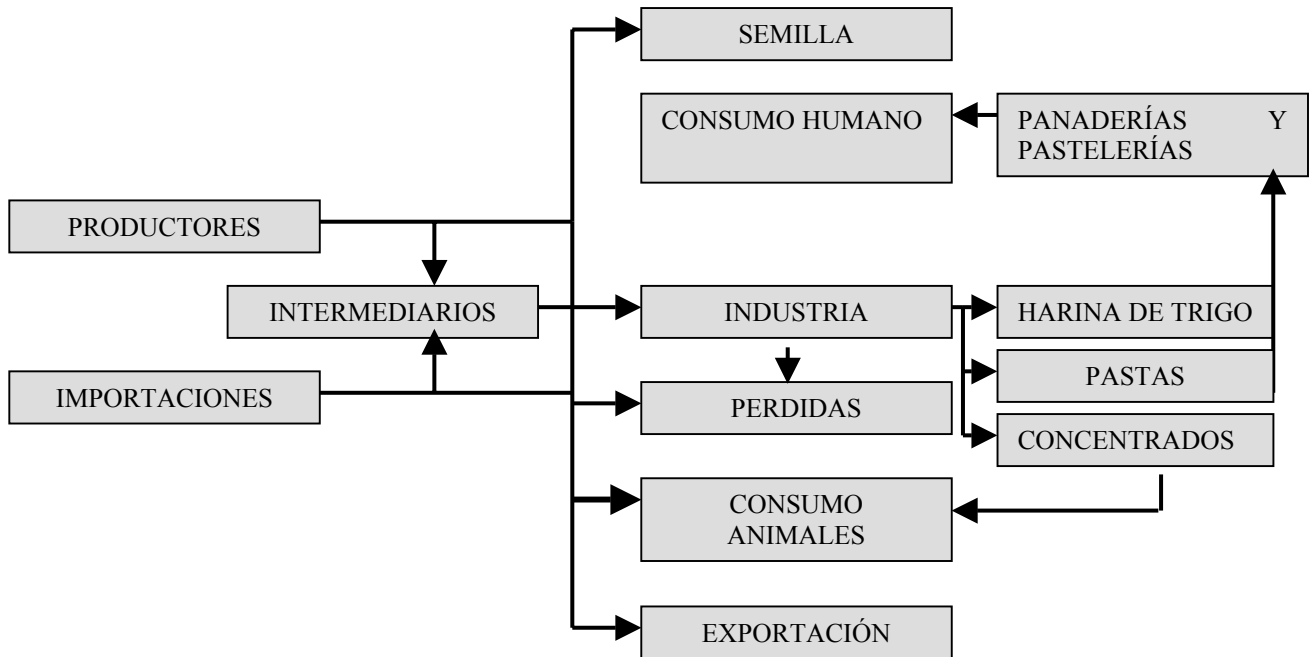 SEMILLA
CONSUMO HUMANO
PANADERÍAS Y
PASTELERÍAS
PRODUCTORES
INTERMEDIARIOS
INDUSTRIA
HARINA DE TRIGO
IMPORTACIONES
PASTAS
PERDIDAS
CONCENTRADOS
CONSUMO
ANIMALES
EXPORTACIÓN